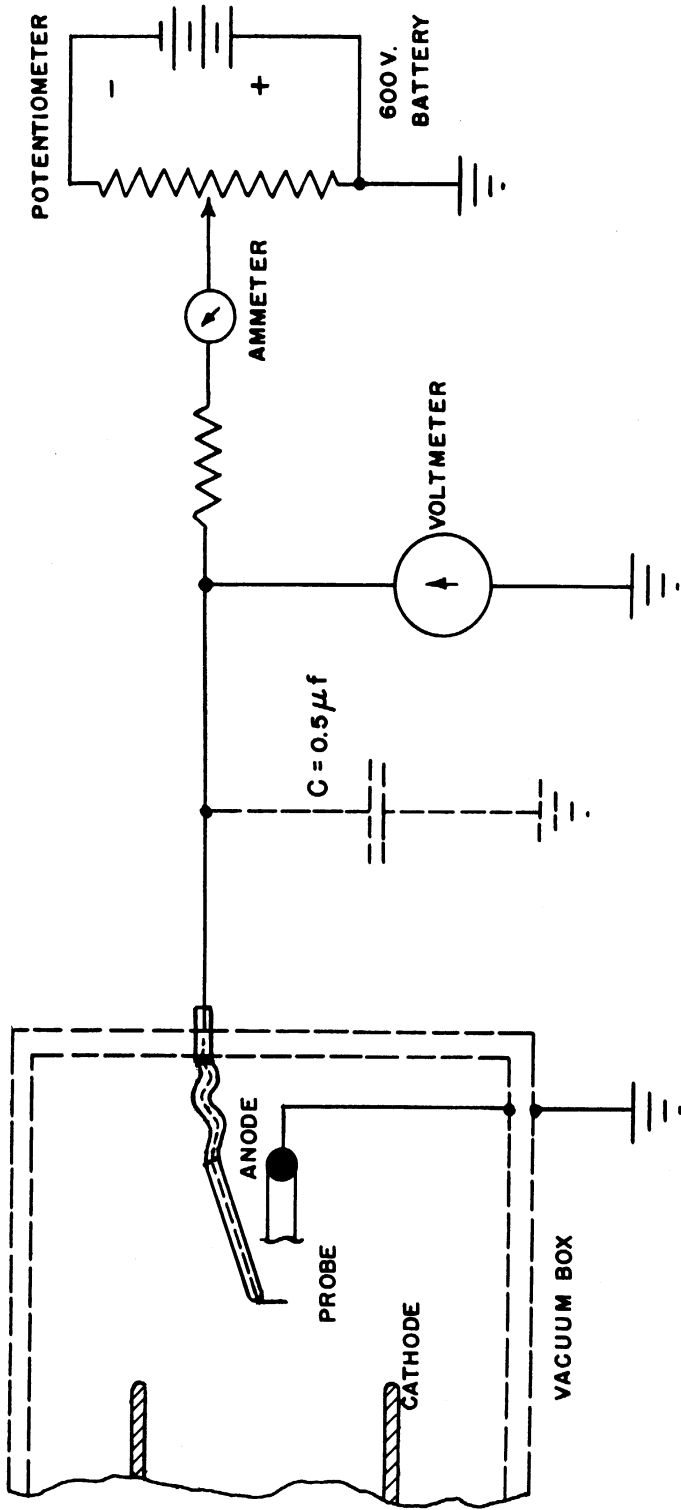 POTENTIOMETER
−
+
600 V.
BATTERY
AMMETER
VOLTMETER
C = 0.5 μf
ANODE
PROBE
CATHODE
VACUUM BOX